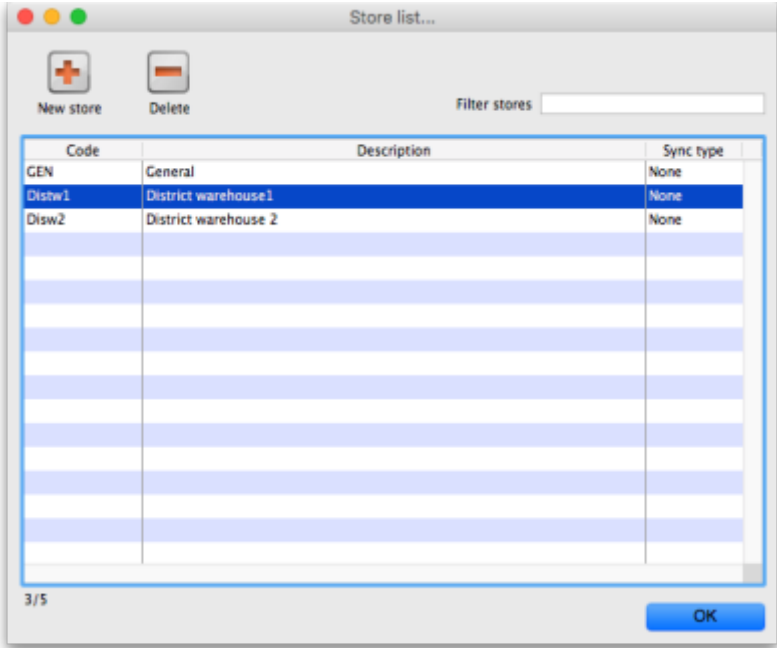 Store list...
New store Delete Filter stores
Code Description Sync type
GEN General None
Distw1 District warehouse1 None
Disw2 District warehouse 2 None
3/5
OK